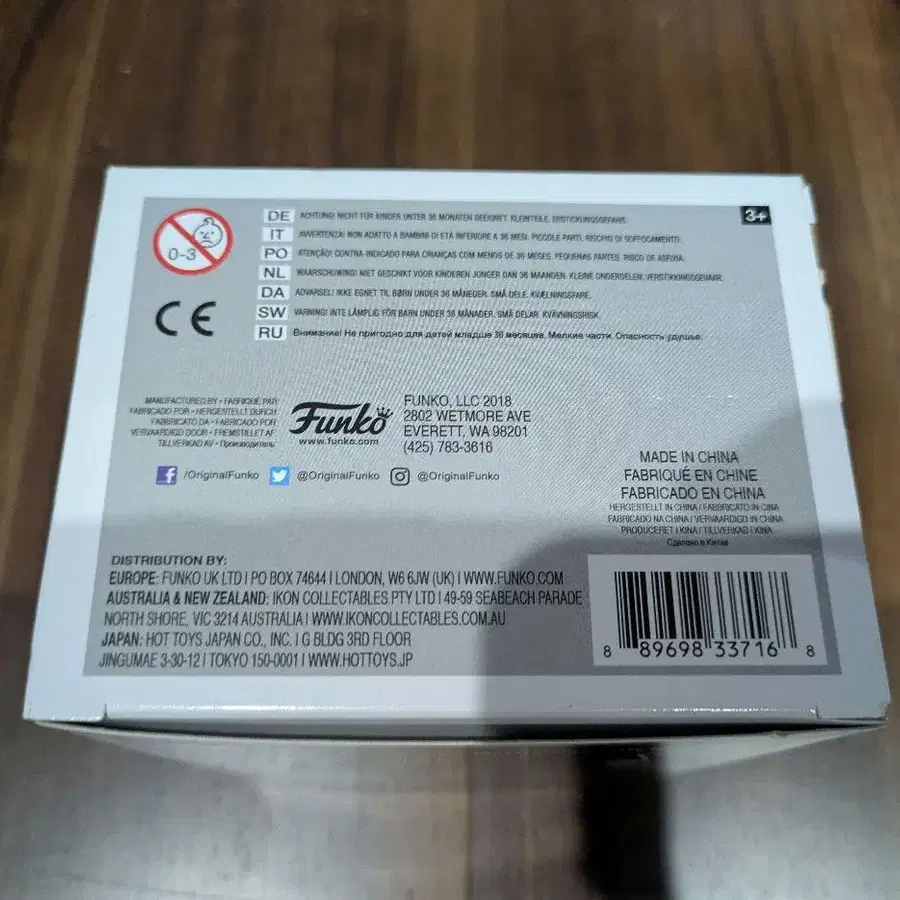 0-3
3+
DE ACHTUNG! NICHT FÜR KINDER UNTER 36 MONATEN GEEIGNET. KLEINTEILE. ERSTICKUNGSGEFAHR.
IT AVVERTENZA: NON ADATTO A BAMBINI DI ETÀ INFERIORE A 36 MESI. PICCOLE PARTI. RISCHIO DI SOFFOCAMENTO.
PO ATENÇÃO! CONTRA-INDICADO PARA CRIANÇAS COM MENOS DE 36 MESES. PEQUENAS PARTES. RISCO DE ASFIXIA.
NL WAARSCHUWING! NIET GESCHIKT VOOR KINDEREN JONGER DAN 36 MAANDEN. KLEINE ONDERDELEN. VERSTIKKINGSGEVAAR.
DA ADVARSEL! IKKE EGNET TIL BØRN UNDER 36 MÅNEDER. SMÅ DELE. KVÆLNINGSFARE.
SW VARNING! INTE LÄMPLIG FÖR BARN UNDER 36 MÅNADER. SMÅ DELAR. KVÄVNINGSRISK.
RU Внимание! Не пригодно для детей младше 36 месяцев. Мелкие части. Опасность удушья.
CE
MANUFACTURED BY • FABRIQUÉ PAR
FABRICADO POR • HERGESTELLT DURCH
FABBRICATO DA • FABRICADO POR
VERVAARDIGD DOOR • FREMSTILLET AF
TILLVERKAD AV • Производитель
Funko
www.funko.com
FUNKO, LLC 2018
2802 WETMORE AVE
EVERETT, WA 98201
(425) 783-3616
f /OriginalFunko @OriginalFunko @OriginalFunko
MADE IN CHINA
FABRIQUÉ EN CHINE
FABRICADO EN CHINA
HERGESTELLT IN CHINA / FABBRICATO IN CINA
FABRICADO NA CHINA / VERVAARDIGD IN CHINA
PRODUCERET I KINA / TILLVERKAD I KINA
Сделано в Китае
DISTRIBUTION BY:
EUROPE: FUNKO UK LTD | PO BOX 74644 | LONDON, W6 6JW (UK) | WWW.FUNKO.COM
AUSTRALIA & NEW ZEALAND: IKON COLLECTABLES PTY LTD | 49-59 SEABEACH PARADE
NORTH SHORE, VIC 3214 AUSTRALIA | WWW.IKONCOLLECTABLES.COM.AU
JAPAN: HOT TOYS JAPAN CO., INC. | G BLDG 3RD FLOOR
JINGUMAE 3-30-12 | TOKYO 150-0001 | WWW.HOTTOYS.JP
8 89698 33716 8